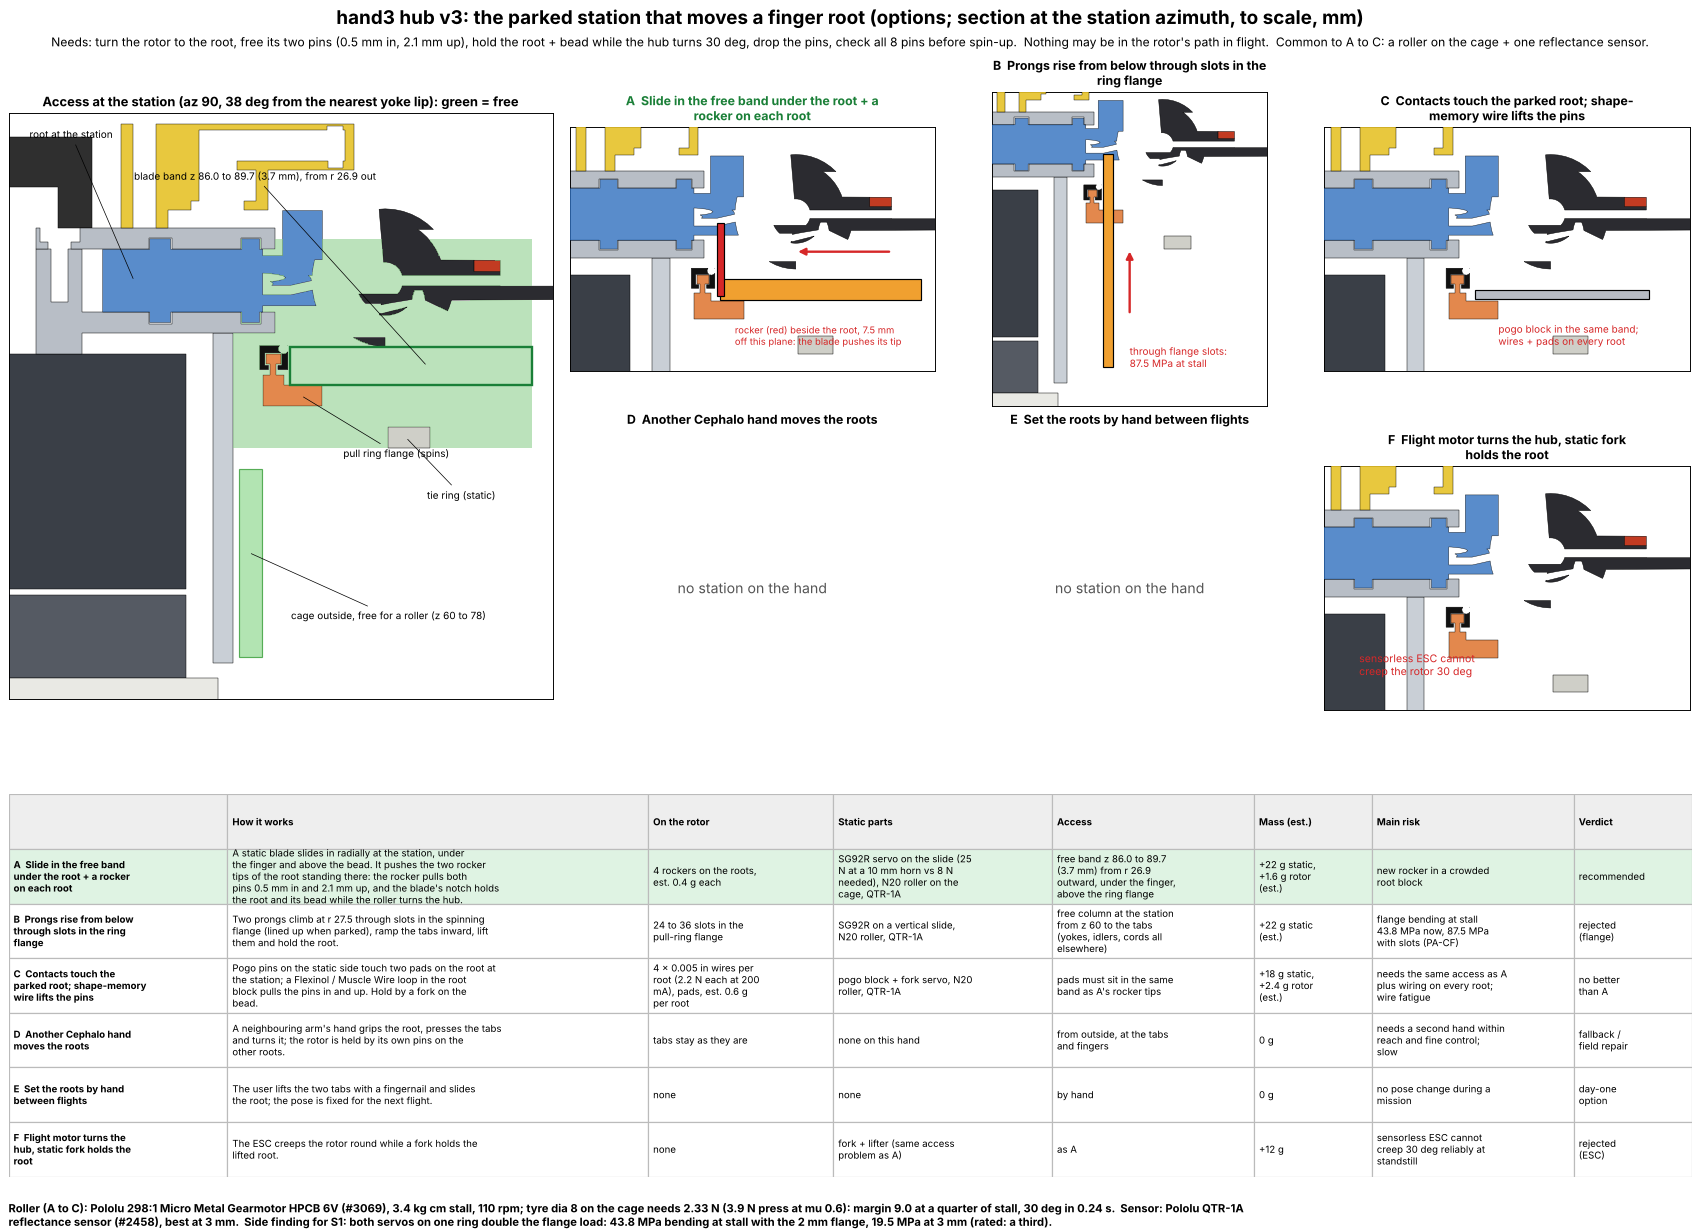 hand3 hub v3: the parked station that moves a finger root (options; section at the station azimuth, to scale, mm)
Needs: turn the rotor to the root, free its two pins (0.5 mm in, 2.1 mm up), hold the root + bead while the hub turns 30 deg, drop the pins, check all 8 pins before spin-up.  Nothing may be in the rotor's path in flight.  Common to A to C: a roller on the cage + one reflectance sensor.
Access at the station (az 90, 38 deg from the nearest yoke lip): green = free
root at the station
blade band z 86.0 to 89.7 (3.7 mm), from r 26.9 out
pull ring flange (spins)
tie ring (static)
cage outside, free for a roller (z 60 to 78)
A  Slide in the free band under the root + a
rocker on each root
rocker (red) beside the root, 7.5 mm
off this plane: the blade pushes its tip
B  Prongs rise from below through slots in the
ring flange
through flange slots:
87.5 MPa at stall
C  Contacts touch the parked root; shape-
memory wire lifts the pins
pogo block in the same band;
wires + pads on every root
D  Another Cephalo hand moves the roots
no station on the hand
E  Set the roots by hand between flights
no station on the hand
F  Flight motor turns the hub, static fork
holds the root
sensorless ESC cannot
creep the rotor 30 deg
How it works
On the rotor
Static parts
Access
Mass (est.)
Main risk
Verdict
A  Slide in the free band
under the root + a rocker
on each root
A static blade slides in radially at the station, under
the finger and above the bead. It pushes the two rocker
tips of the root standing there: the rocker pulls both
pins 0.5 mm in and 2.1 mm up, and the blade's notch holds
the root and its bead while the roller turns the hub.
4 rockers on the roots,
est. 0.4 g each
SG92R servo on the slide (25
N at a 10 mm horn vs 8 N
needed), N20 roller on the
cage, QTR-1A
free band z 86.0 to 89.7
(3.7 mm) from r 26.9
outward, under the finger,
above the ring flange
+22 g static,
+1.6 g rotor
(est.)
new rocker in a crowded
root block
recommended
B  Prongs rise from below
through slots in the ring
flange
Two prongs climb at r 27.5 through slots in the spinning
flange (lined up when parked), ramp the tabs inward, lift
them and hold the root.
24 to 36 slots in the
pull-ring flange
SG92R on a vertical slide,
N20 roller, QTR-1A
free column at the station
from z 60 to the tabs
(yokes, idlers, cords all
elsewhere)
+22 g static
(est.)
flange bending at stall
43.8 MPa now, 87.5 MPa
with slots (PA-CF)
rejected
(flange)
C  Contacts touch the
parked root; shape-memory
wire lifts the pins
Pogo pins on the static side touch two pads on the root at
the station; a Flexinol / Muscle Wire loop in the root
block pulls the pins in and up. Hold by a fork on the
bead.
4 × 0.005 in wires per
root (2.2 N each at 200
mA), pads, est. 0.6 g
per root
pogo block + fork servo, N20
roller, QTR-1A
pads must sit in the same
band as A's rocker tips
+18 g static,
+2.4 g rotor
(est.)
needs the same access as A
plus wiring on every root;
wire fatigue
no better
than A
D  Another Cephalo hand
moves the roots
A neighbouring arm's hand grips the root, presses the tabs
and turns it; the rotor is held by its own pins on the
other roots.
tabs stay as they are
none on this hand
from outside, at the tabs
and fingers
0 g
needs a second hand within
reach and fine control;
slow
fallback /
field repair
E  Set the roots by hand
between flights
The user lifts the two tabs with a fingernail and slides
the root; the pose is fixed for the next flight.
none
none
by hand
0 g
no pose change during a
mission
day-one
option
F  Flight motor turns the
hub, static fork holds the
root
The ESC creeps the rotor round while a fork holds the
lifted root.
none
fork + lifter (same access
problem as A)
as A
+12 g
sensorless ESC cannot
creep 30 deg reliably at
standstill
rejected
(ESC)
Roller (A to C): Pololu 298:1 Micro Metal Gearmotor HPCB 6V (#3069), 3.4 kg cm stall, 110 rpm; tyre dia 8 on the cage needs 2.33 N (3.9 N press at mu 0.6): margin 9.0 at a quarter of stall, 30 deg in 0.24 s.  Sensor: Pololu QTR-1A
reflectance sensor (#2458), best at 3 mm.  Side finding for S1: both servos on one ring double the flange load: 43.8 MPa bending at stall with the 2 mm flange, 19.5 MPa at 3 mm (rated: a third).